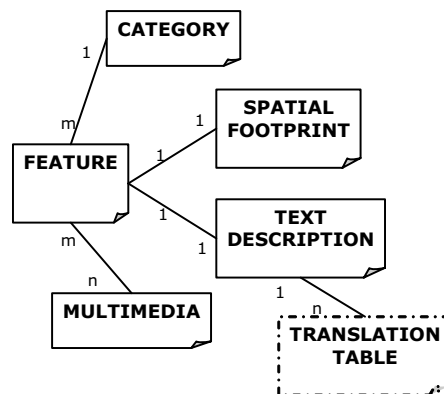 CATEGORY
1
m
SPATIAL
FOOTPRINT
1
FEATURE
1
1
TEXT
DESCRIPTION
1
m
n
MULTIMEDIA
1
n
TRANSLATION
TABLE